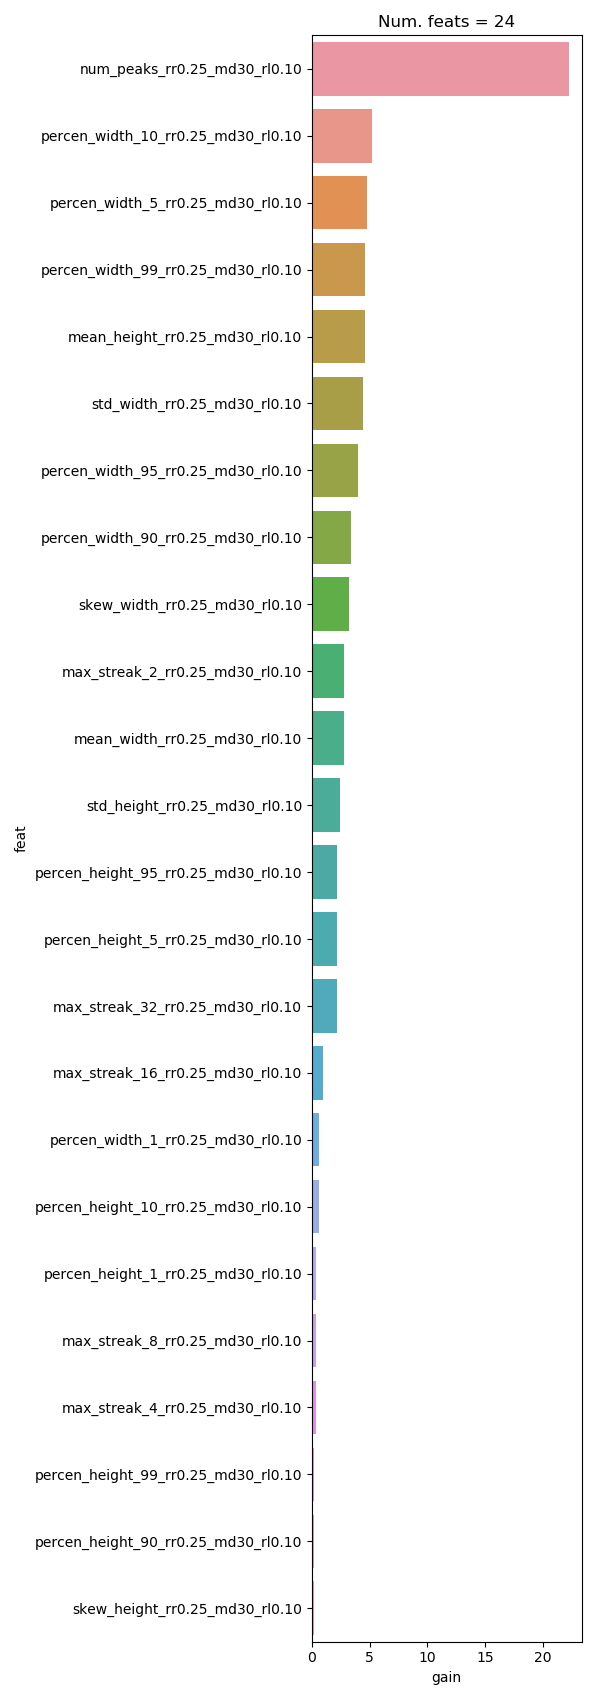 Num. feats = 24
num_peaks_rr0.25_md30_rl0.10
percen_width_10_rr0.25_md30_rl0.10
percen_width_5_rr0.25_md30_rl0.10
percen_width_99_rr0.25_md30_rl0.10
mean_height_rr0.25_md30_rl0.10
std_width_rr0.25_md30_rl0.10
percen_width_95_rr0.25_md30_rl0.10
percen_width_90_rr0.25_md30_rl0.10
skew_width_rr0.25_md30_rl0.10
max_streak_2_rr0.25_md30_rl0.10
mean_width_rr0.25_md30_rl0.10
std_height_rr0.25_md30_rl0.10
feat
percen_height_95_rr0.25_md30_rl0.10
percen_height_5_rr0.25_md30_rl0.10
max_streak_32_rr0.25_md30_rl0.10
max_streak_16_rr0.25_md30_rl0.10
percen_width_1_rr0.25_md30_rl0.10
percen_height_10_rr0.25_md30_rl0.10
percen_height_1_rr0.25_md30_rl0.10
max_streak_8_rr0.25_md30_rl0.10
max_streak_4_rr0.25_md30_rl0.10
percen_height_99_rr0.25_md30_rl0.10
percen_height_90_rr0.25_md30_rl0.10
skew_height_rr0.25_md30_rl0.10
0 5 10 15 20
gain